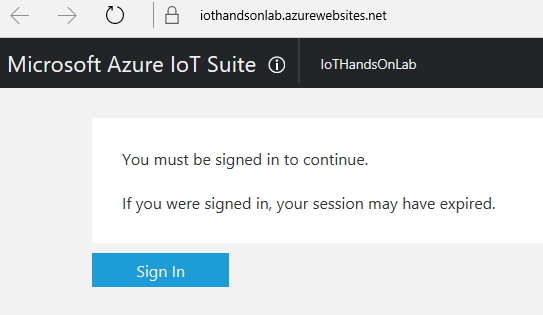 iothandsonlab.azurewebsites.net
Microsoft Azure IoT Suite IoTHandsOnLab
You must be signed in to continue.
If you were signed in, your session may have expired.
Sign In